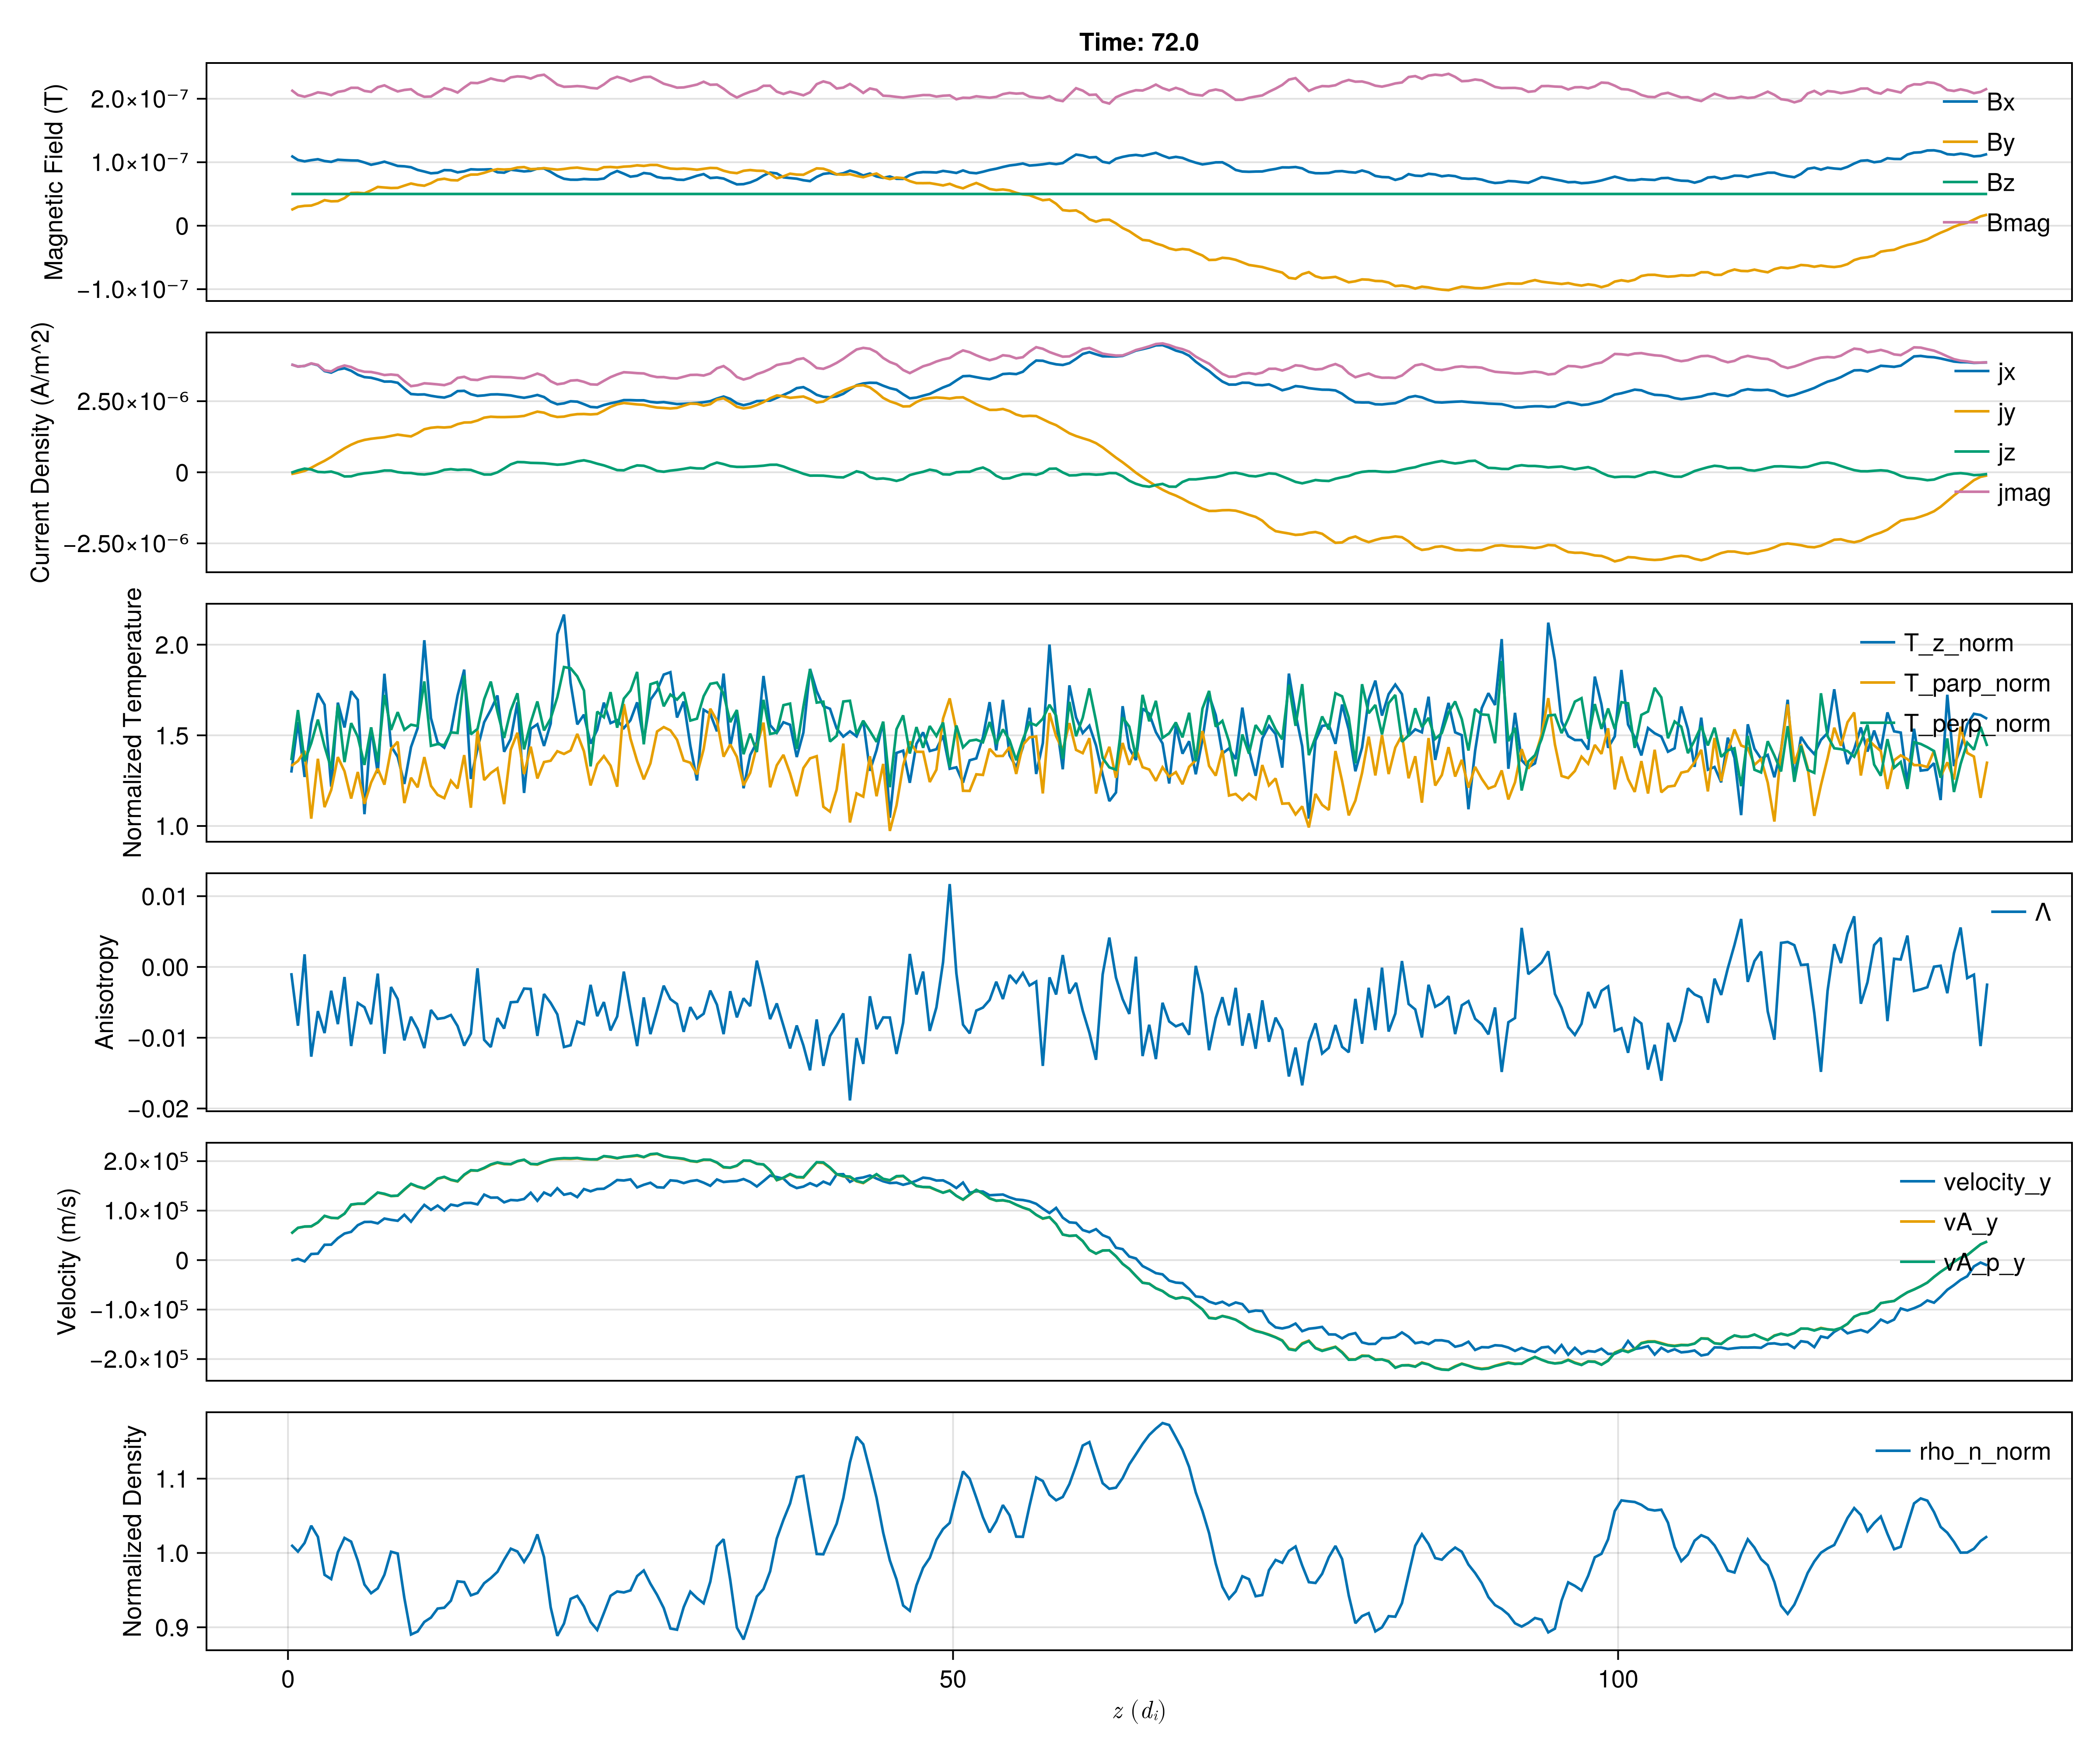 Time: 72.0
Magnetic Field (T)
2.0×10⁻⁷
1.0×10⁻⁷
0
−1.0×10⁻⁷
Bx
By
Bz
Bmag
Current Density (A/m^2)
2.50×10⁻⁶
0
−2.50×10⁻⁶
jx
jy
jz
jmag
Normalized Temperature
2.0
1.5
1.0
T_z_norm
T_parp_norm
T_perp_norm
Anisotropy
0.01
0.00
−0.01
−0.02
Λ
Velocity (m/s)
2.0×10⁵
1.0×10⁵
0
−1.0×10⁵
−2.0×10⁵
velocity_y
vA_y
vA_p_y
Normalized Density
1.1
1.0
0.9
rho_n_norm
0 50 100
z (dᵢ)